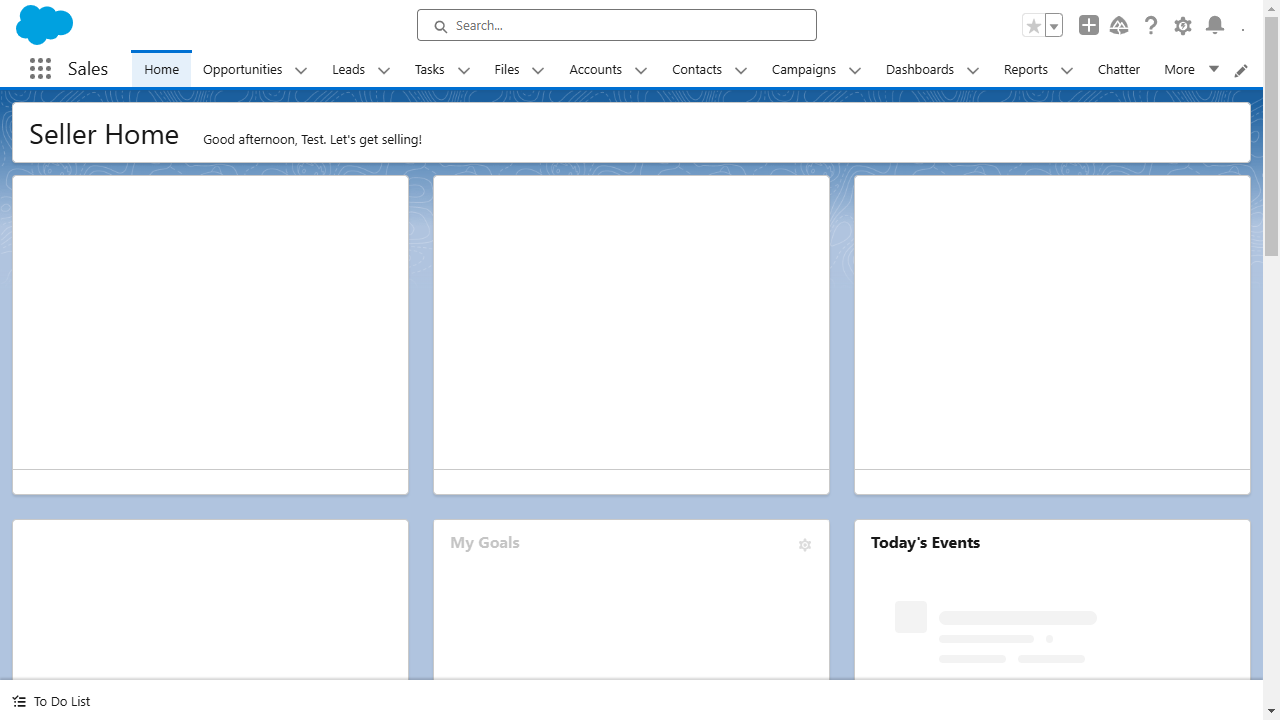 Search...
.
Sales
Home
Opportunities
Leads
Tasks
Files
Accounts
Contacts
Campaigns
Dashboards
Reports
Chatter
More
Seller Home
Good afternoon, Test. Let's get selling!
My Goals
Today's Events
To Do List